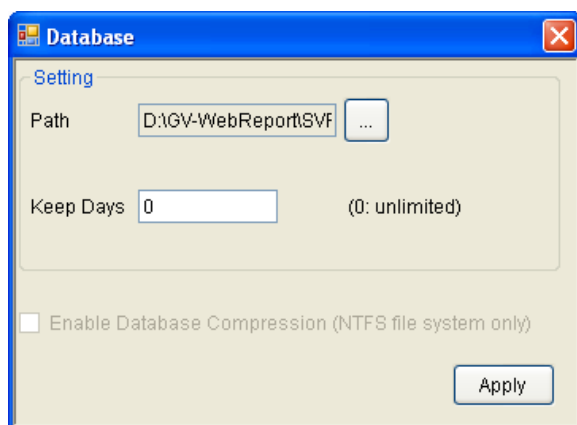 Database
Setting
Path D:\GV-WebReport\SVF ...
Keep Days 0 (0: unlimited)
Enable Database Compression (NTFS file system only)
Apply